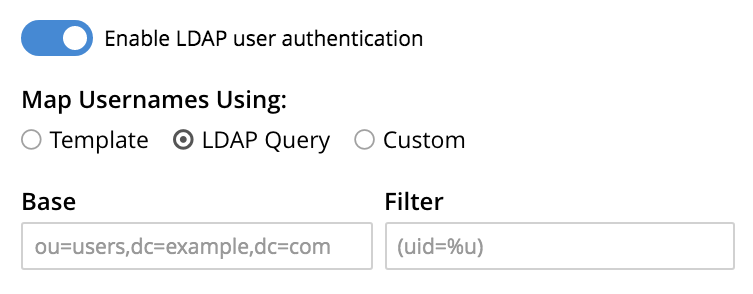 Enable LDAP user authentication
Map Usernames Using:
Template LDAP Query Custom
Base Filter
ou=users,dc=example,dc=com (uid=%u)